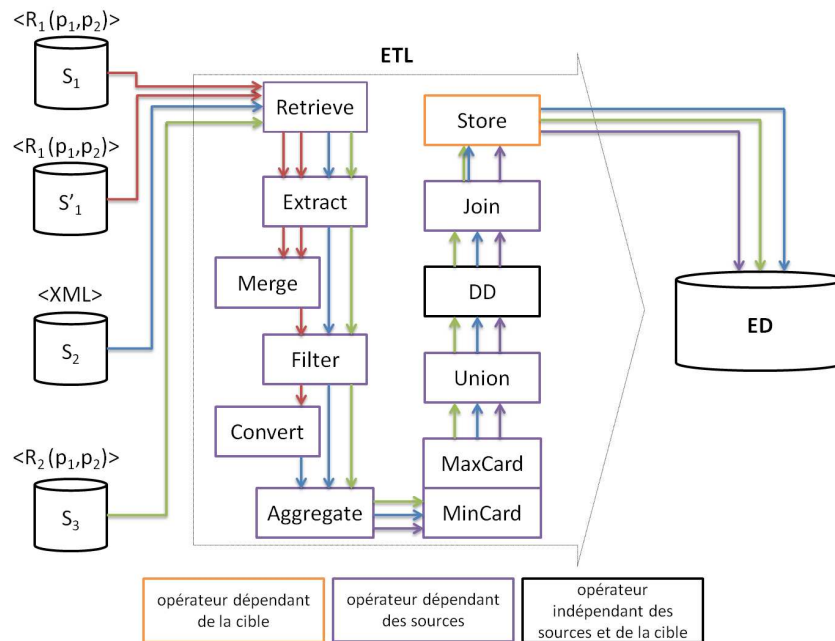 <R₁(p₁,p₂)>
S₁
<R₁(p₁,p₂)>
S'₁
<XML>
S₂
<R₂(p₁,p₂)>
S₃
ETL
Retrieve
Extract
Merge
Filter
Convert
Aggregate
Store
Join
DD
Union
MaxCard
MinCard
ED
opérateur dépendant
de la cible
opérateur dépendant
des sources
opérateur
indépendant des
sources et de la cible